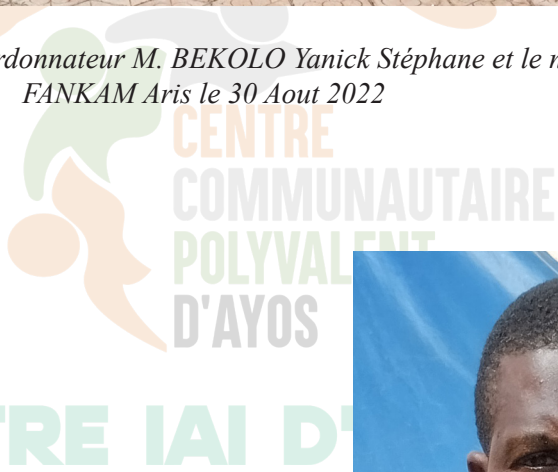 rdonnateur M. BEKOLO Yanick Stéphane et le
FANKAM Aris le 30 Aout 2022
CENTRE
COMMUNAUTAIRE
POLYVALENT
D'AYOS
TRE IAI D'